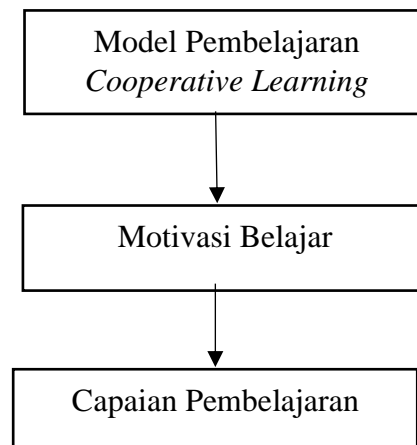 Model Pembelajaran
Cooperative Learning
Motivasi Belajar
Capaian Pembelajaran